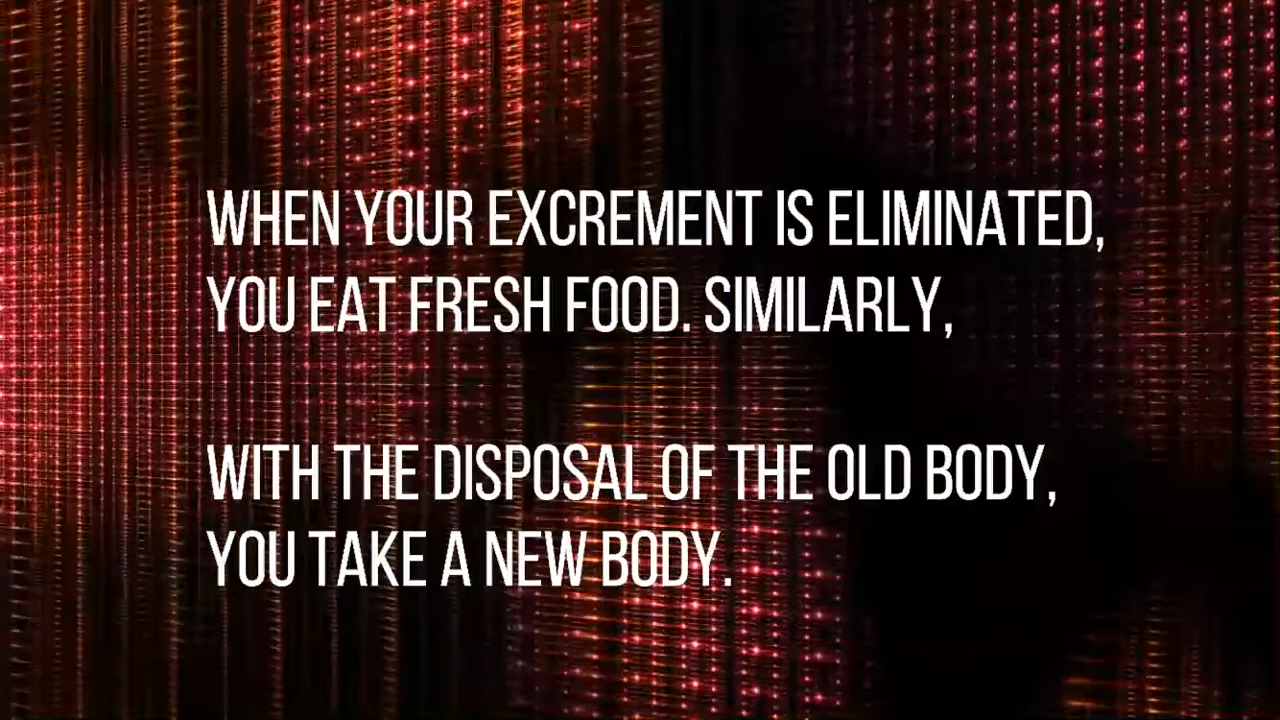 WHEN YOUR EXCREMENT IS ELIMINATED,
YOU EAT FRESH FOOD. SIMILARLY,
WITH THE DISPOSAL OF THE OLD BODY,
YOU TAKE A NEW BODY.